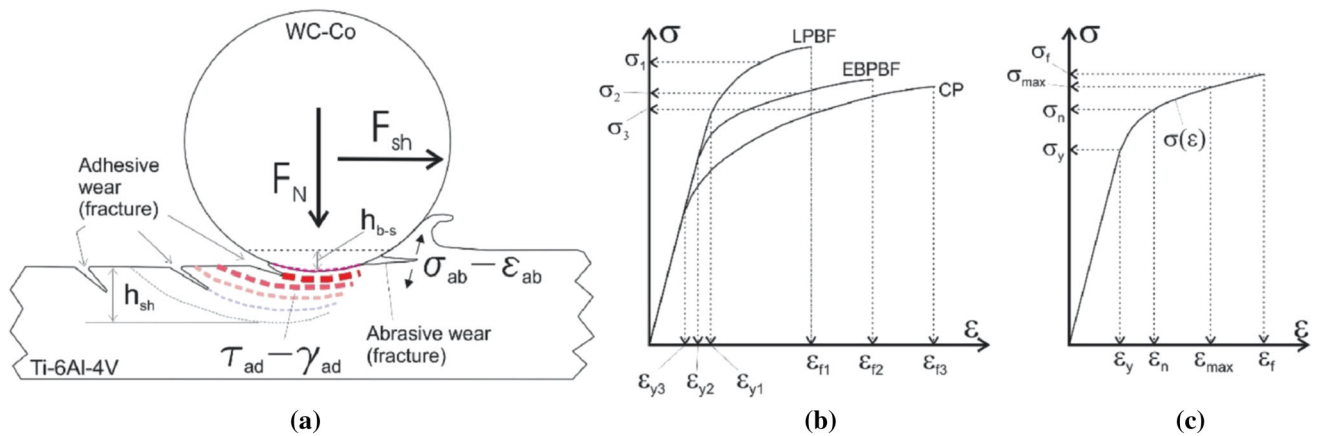 WC-Co
F_sh
F_N
Adhesive
wear
(fracture)
h_b-s
σ_ab–ε_ab
h_sh
Abrasive wear
(fracture)
τ_ad–γ_ad
Ti-6Al-4V
(a)
σ
LPBF
σ_1
EBPBF
σ_2
CP
σ_3
ε
ε_y3
ε_y2
ε_y1
ε_f1
ε_f2
ε_f3
(b)
σ
σ_f
σ_max
σ_n
σ(ε)
σ_y
ε
ε_y
ε_n
ε_max
ε_f
(c)